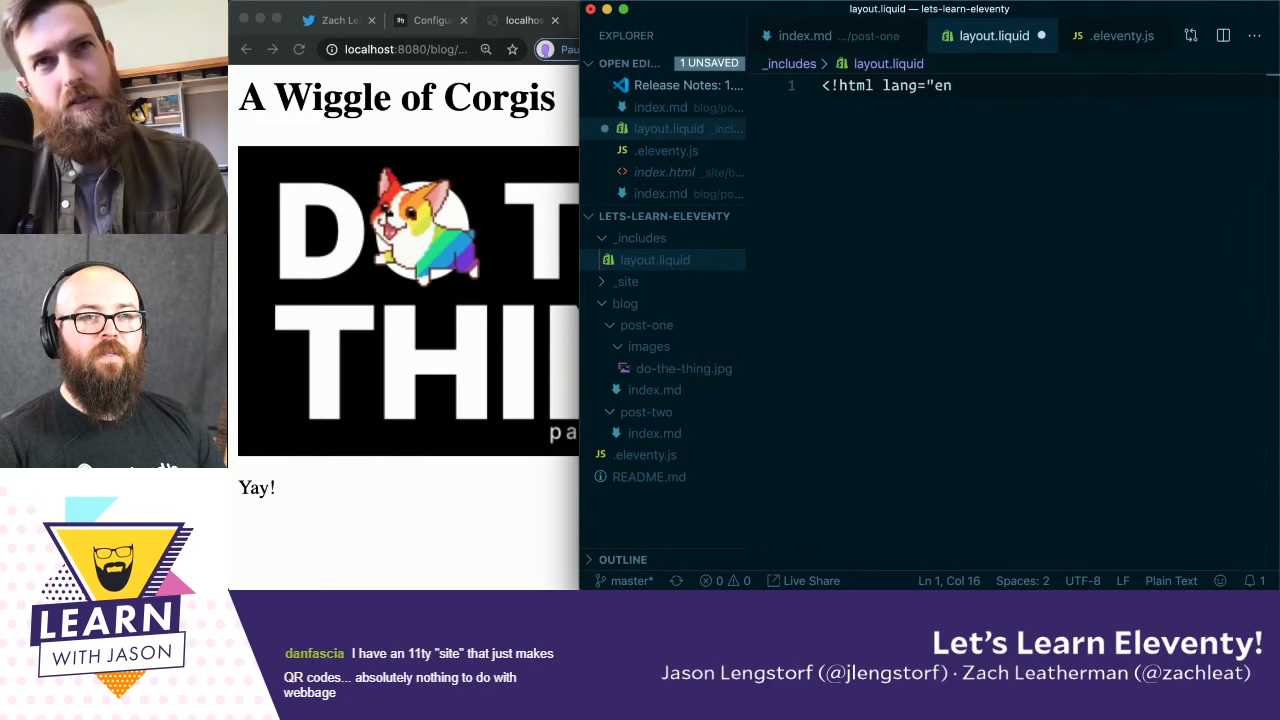 Zach Le
Configu
localhos
localhost:8080/blog/...
Pau
A Wiggle of Corgis
DO T
THI
pa
Yay!
layout.liquid — lets-learn-eleventy
EXPLORER
index.md .../post-one
layout.liquid
.eleventy.js
OPEN EDI...
1 UNSAVED
_includes > layout.liquid
1 <!html lang="en
Release Notes: 1....
index.md blog/po...
layout.liquid _incl...
.eleventy.js
index.html _site/b...
index.md blog/po...
LETS-LEARN-ELEVENTY
_includes
layout.liquid
_site
blog
post-one
images
do-the-thing.jpg
index.md
post-two
index.md
.eleventy.js
README.md
OUTLINE
master*
0
0
Live Share
Ln 1, Col 16
Spaces: 2
UTF-8
LF
Plain Text
1
LEARN
WITH JASON
danfascia I have an 11ty "site" that just makes
QR codes... absolutely nothing to do with
webbage
Let's Learn Eleventy!
Jason Lengstorf (@jlengstorf) · Zach Leatherman (@zachleat)